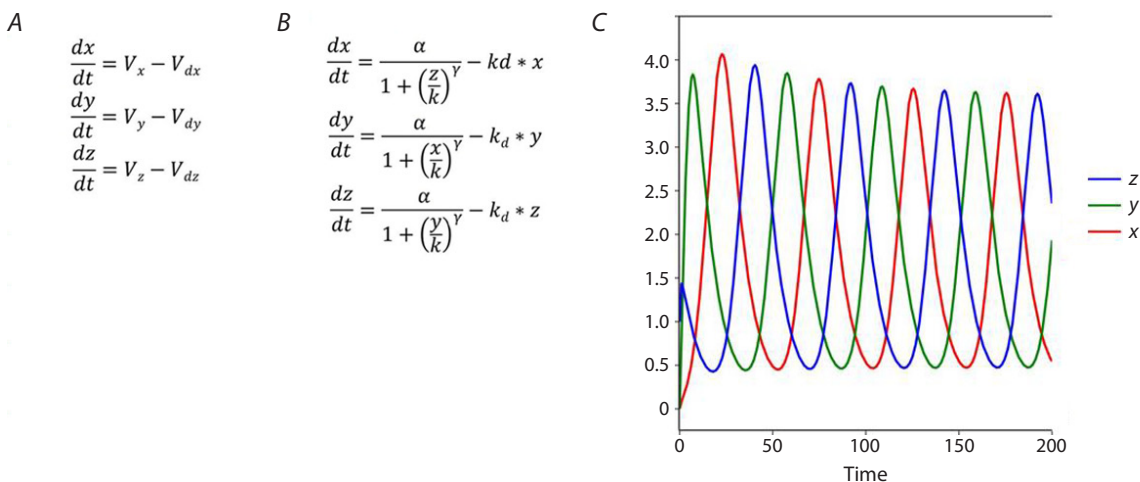 A
dx/dt = Vₓ − V_dx
dy/dt = V_y − V_dy
dz/dt = V_z − V_dz
B
dx/dt = α/(1 + (z/k)^γ) − kd * x
dy/dt = α/(1 + (x/k)^γ) − k_d * y
dz/dt = α/(1 + (y/k)^γ) − k_d * z
C
4.0
3.5
3.0
2.5
2.0
1.5
1.0
0.5
0
0 50 100 150 200
Time
z
y
x